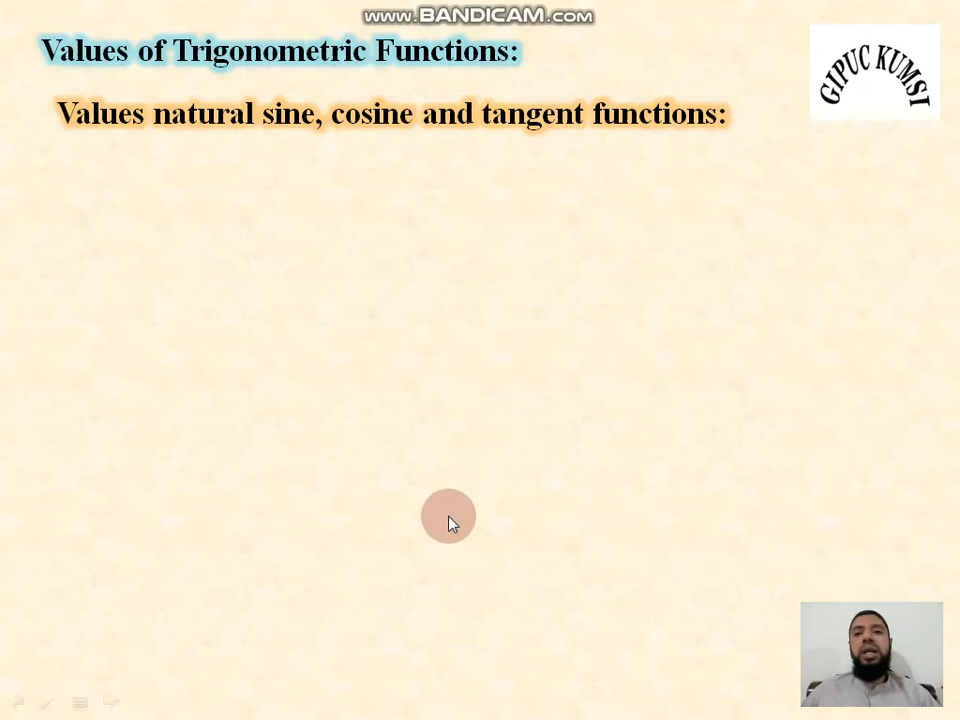 www.BANDICAM.com
Values of Trigonometric Functions:
GIPUC KUMSI
Values natural sine, cosine and tangent functions: